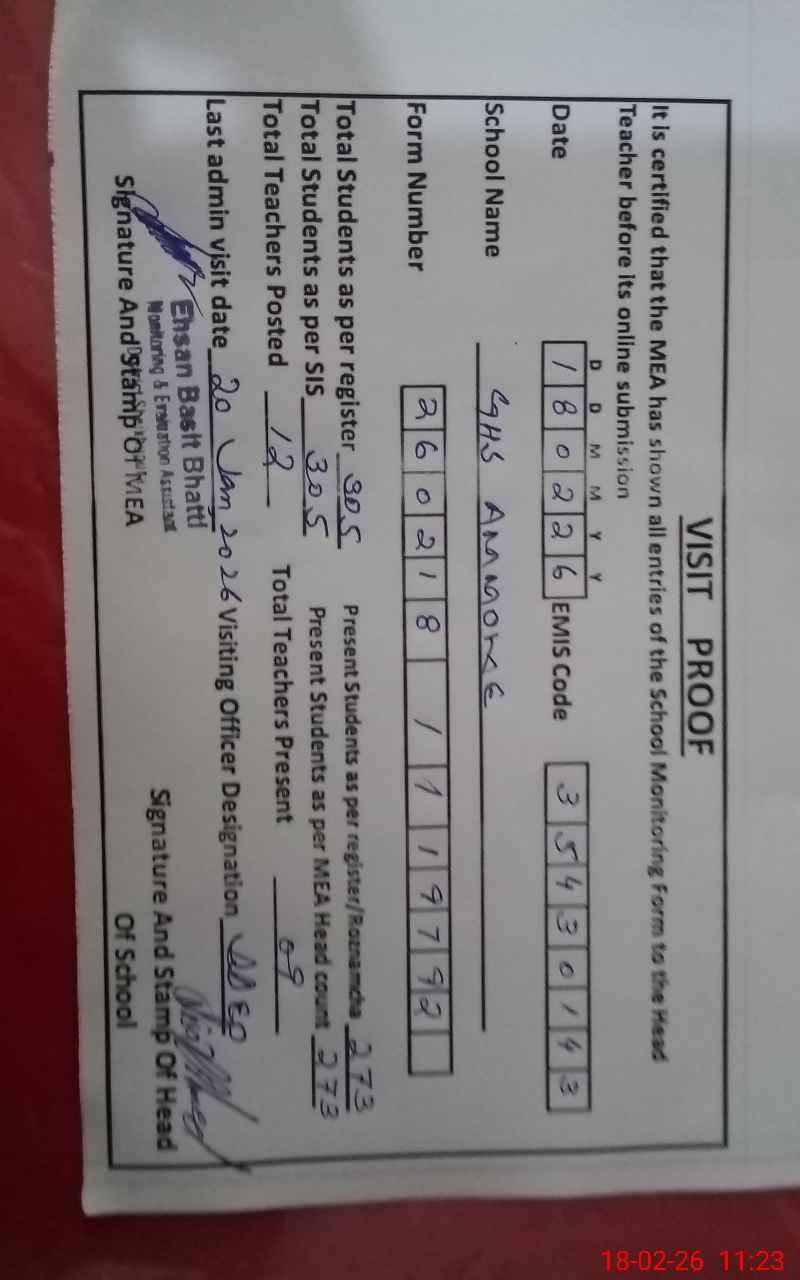 VISIT PROOF
It is certified that the MEA has shown all entries of the School Monitoring Form to the Head
Teacher before its online submission
D D M M Y Y
Date 1 8 0 2 2 6 EMIS Code 3 5 4 3 0 1 4 3
School Name GHS AMMOKE
Form Number 2 6 0 2 1 8 / 1 1 9 7 9 2
Total Students as per register 305 Present Students as per register/Roznamcha 273
Total Students as per SIS 305 Present Students as per MEA Head count 273
Total Teachers Posted 12 Total Teachers Present 09
Last admin visit date 20 Jan 2026 Visiting Officer Designation
Ehsan Basit Bhatti
Monitoring & Evaluation Assistant
Signature And Stamp Of MEA
Signature And Stamp Of Head
Of School
18-02-26 11:23